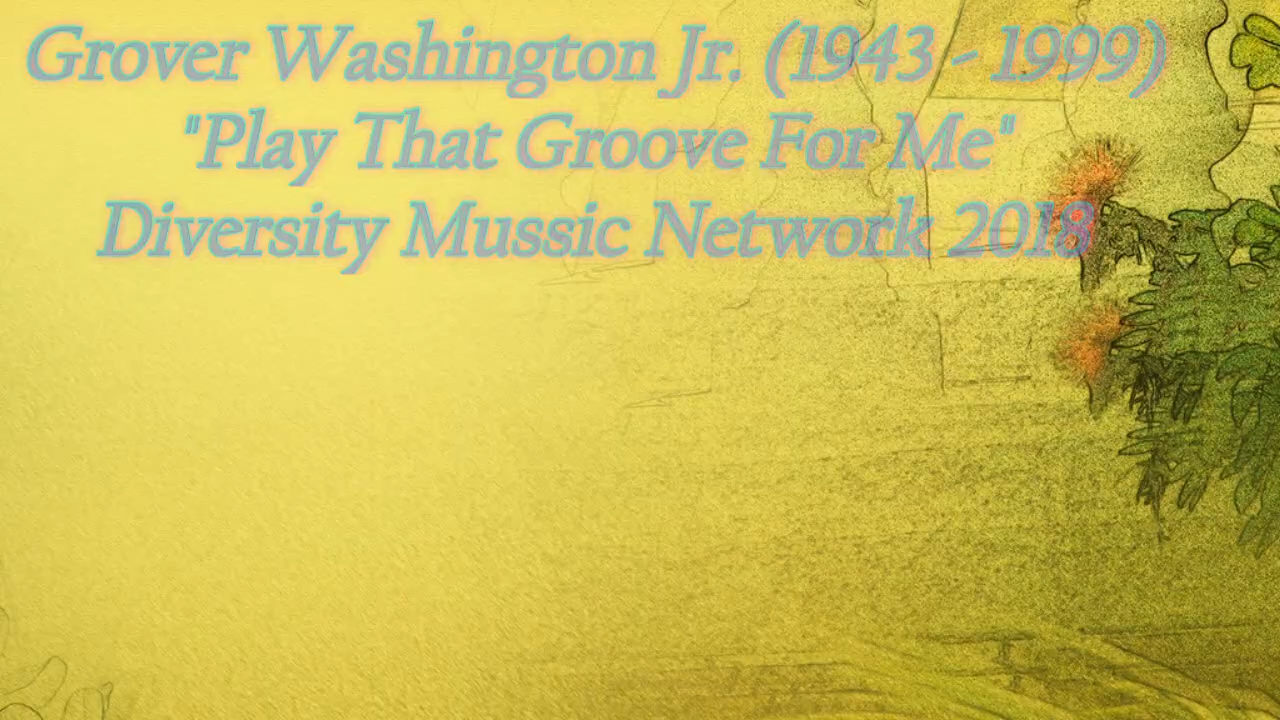 Grover Washington Jr. (1943 - 1999)
"Play That Groove For Me"
Diversity Mussic Network 2018